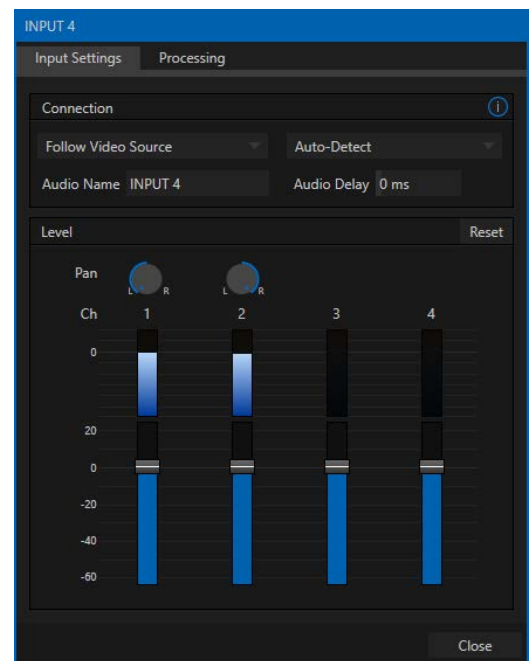 INPUT 4
Input Settings Processing
Connection
Follow Video Source Auto-Detect
Audio Name INPUT 4 Audio Delay 0 ms
Level Reset
Pan L R L R
Ch 1 2 3 4
0
20
0
-20
-40
-60
Close